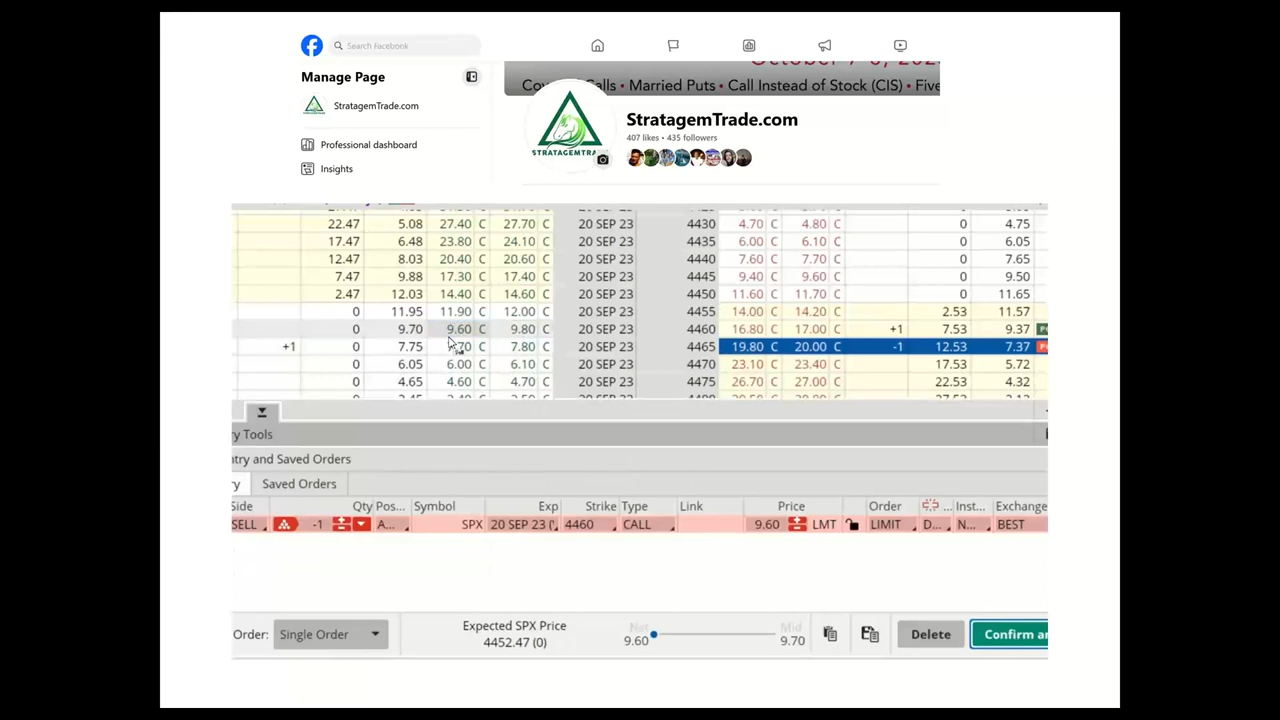 Search Facebook
October 7-8, 202
Manage Page
Calls • Married Puts • Call Instead of Stock (CIS) • Five
StratagemTrade.com
StratagemTrade.com
407 likes • 435 followers
STRATAGEMTRA
Professional dashboard
Insights
22.47 5.08 27.40 C 27.70 C 20 SEP 23 4430 4.70 C 4.80 C 0 4.75
17.47 6.48 23.80 C 24.10 C 20 SEP 23 4435 6.00 C 6.10 C 0 6.05
12.47 8.03 20.40 C 20.60 C 20 SEP 23 4440 7.60 C 7.70 C 0 7.65
7.47 9.88 17.30 C 17.40 C 20 SEP 23 4445 9.40 C 9.60 C 0 9.50
2.47 12.03 14.40 C 14.60 C 20 SEP 23 4450 11.60 C 11.70 C 0 11.65
0 11.95 11.90 C 12.00 C 20 SEP 23 4455 14.00 C 14.20 C 2.53 11.57
0 9.70 9.60 C 9.80 C 20 SEP 23 4460 16.80 C 17.00 C +1 7.53 9.37
+1 0 7.75 70 C 7.80 C 20 SEP 23 4465 19.80 C 20.00 C -1 12.53 7.37
0 6.05 6.00 C 6.10 C 20 SEP 23 4470 23.10 C 23.40 C 17.53 5.72
0 4.65 4.60 C 4.70 C 20 SEP 23 4475 26.70 C 27.00 C 22.53 4.32
ry Tools
ntry and Saved Orders
ry Saved Orders
Side Qty Pos... Symbol Exp Strike Type Link Price Order ... Inst... Exchange
SELL -1 A... SPX 20 SEP 23 (', 4460 CALL 9.60 LMT LIMIT D... N... BEST
Order: Single Order Expected SPX Price Nat Mid Delete Confirm an
4452.47 (0) 9.60 9.70